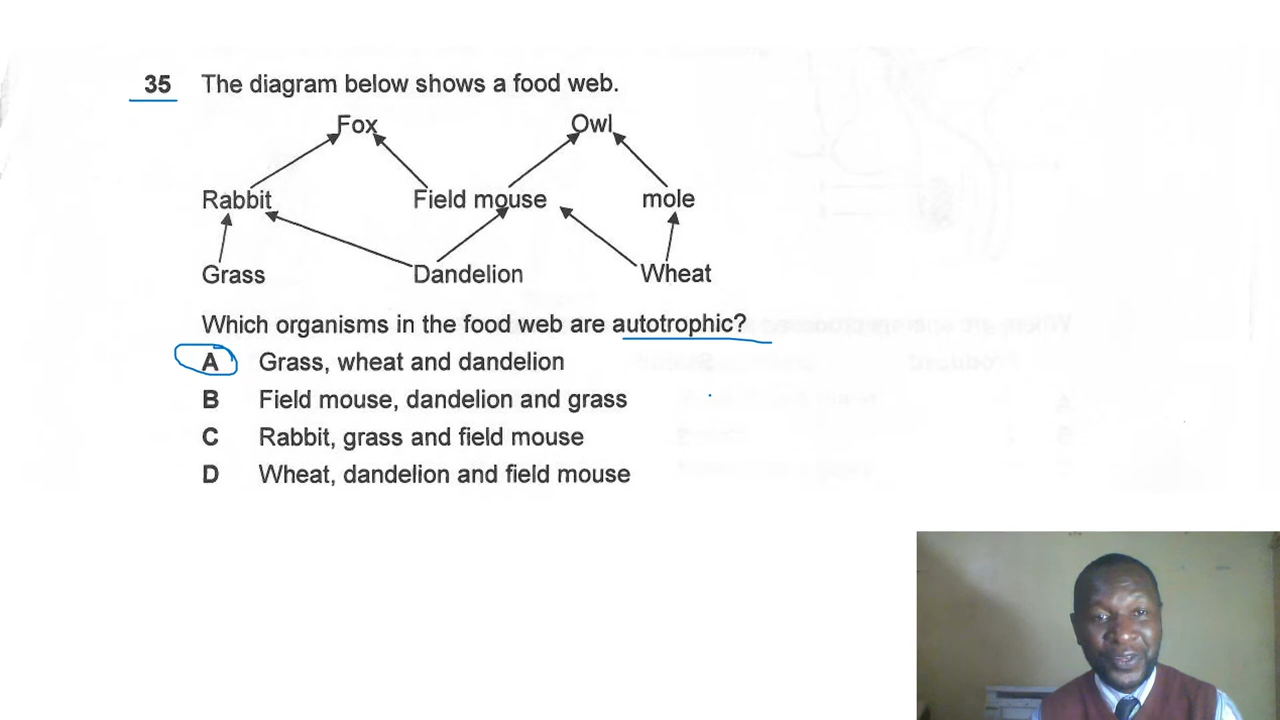 35 The diagram below shows a food web.
Fox Owl
Rabbit Field mouse mole
Grass Dandelion Wheat
Which organisms in the food web are autotrophic?
A Grass, wheat and dandelion
B Field mouse, dandelion and grass
C Rabbit, grass and field mouse
D Wheat, dandelion and field mouse